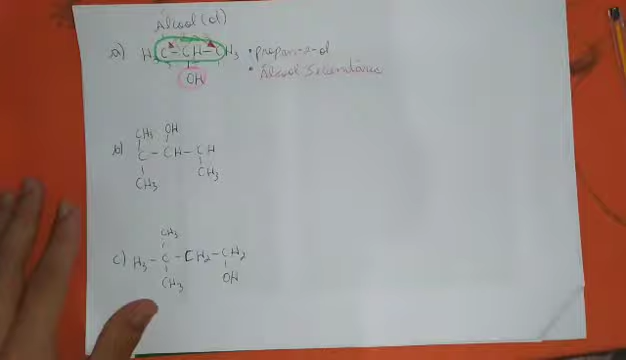 Álcool (ol)
a) H₃C - CH - CH₃ • propan-2-ol
OH • Álcool Secundário
CH₃ OH
b) C - CH - CH
CH₃ CH₃
CH₃
c) H₃ - C - CH₂ - CH₂
CH₃ OH